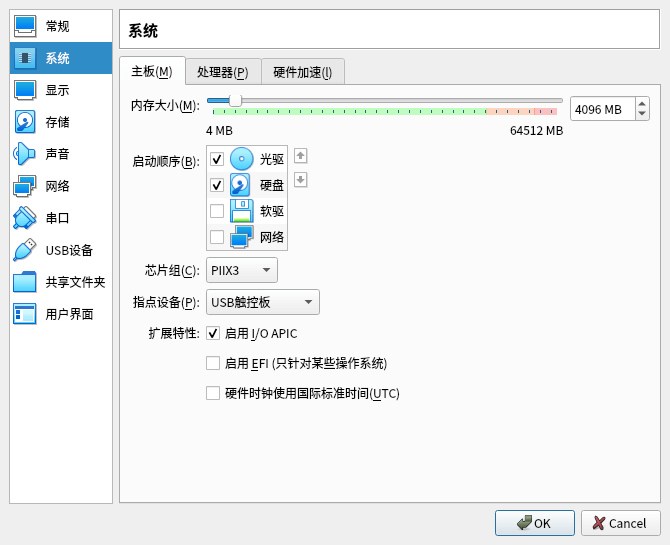 常规
系统
显示
存储
声音
网络
串口
USB设备
共享文件夹
用户界面
系统
主板(M) 处理器(P) 硬件加速(l)
内存大小(M): 4096 MB
4 MB 64512 MB
启动顺序(B): 光驱
硬盘
软驱
网络
芯片组(C): PIIX3
指点设备(P): USB触控板
扩展特性: 启用 I/O APIC
启用 EFI (只针对某些操作系统)
硬件时钟使用国际标准时间(UTC)
OK Cancel